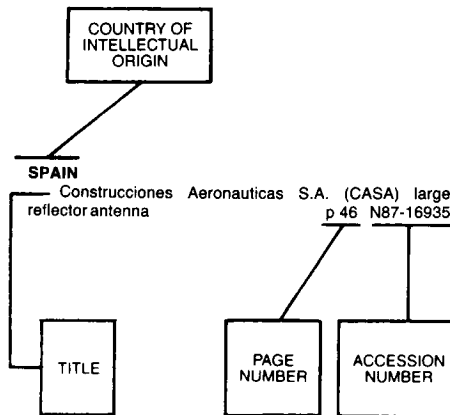 COUNTRY OF
INTELLECTUAL
ORIGIN
SPAIN
Construcciones Aeronauticas S.A. (CASA) large
reflector antenna p 46 N87-16935
TITLE
PAGE
NUMBER
ACCESSION
NUMBER